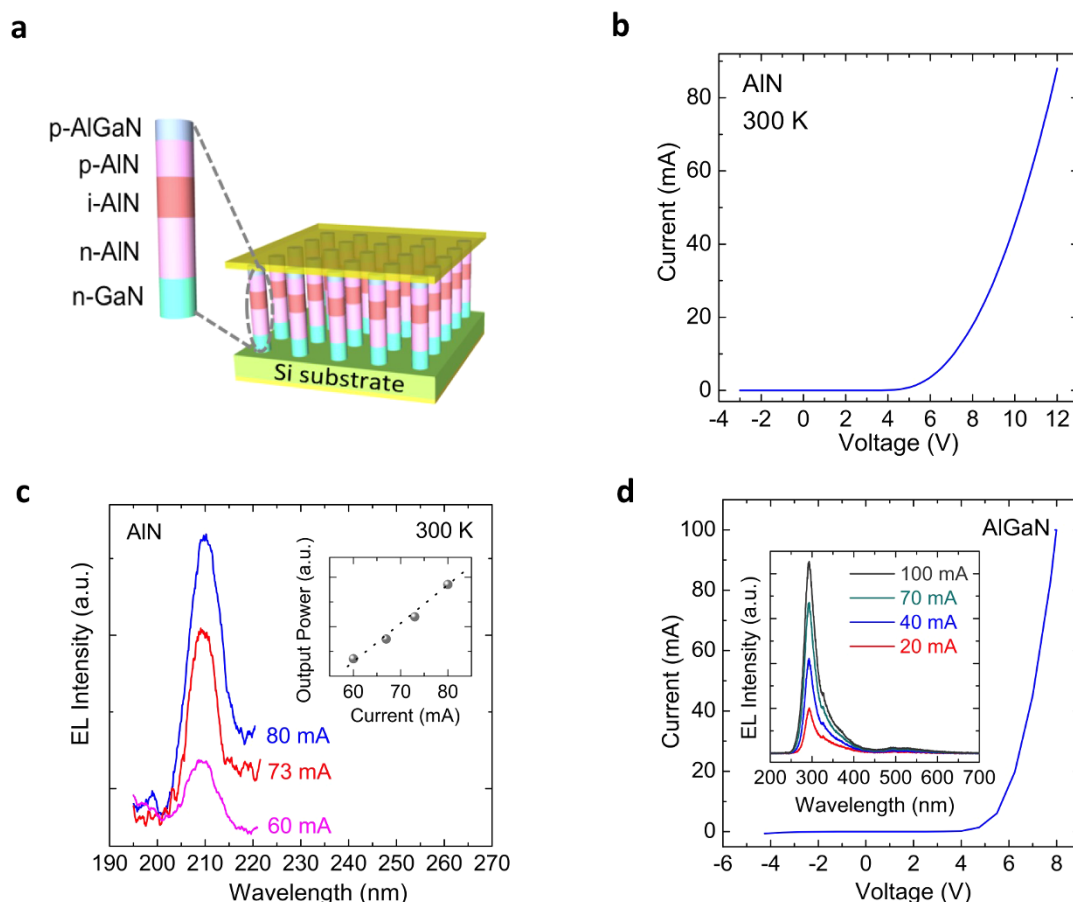 a
p-AlGaN
p-AlN
i-AlN
n-AlN
n-GaN
Si substrate
b
AlN
300 K
Current (mA)
80
60
40
20
0
-4 -2 0 2 4 6 8 10 12
Voltage (V)
c
AlN
300 K
EL Intensity (a.u.)
Output Power (a.u.)
60 70 80
Current (mA)
80 mA
73 mA
60 mA
190 200 210 220 230 240 250 260 270
Wavelength (nm)
d
AlGaN
Current (mA)
100
80
60
40
20
0
EL Intensity (a.u.)
100 mA
70 mA
40 mA
20 mA
200 300 400 500 600 700
Wavelength (nm)
-6 -4 -2 0 2 4 6 8
Voltage (V)